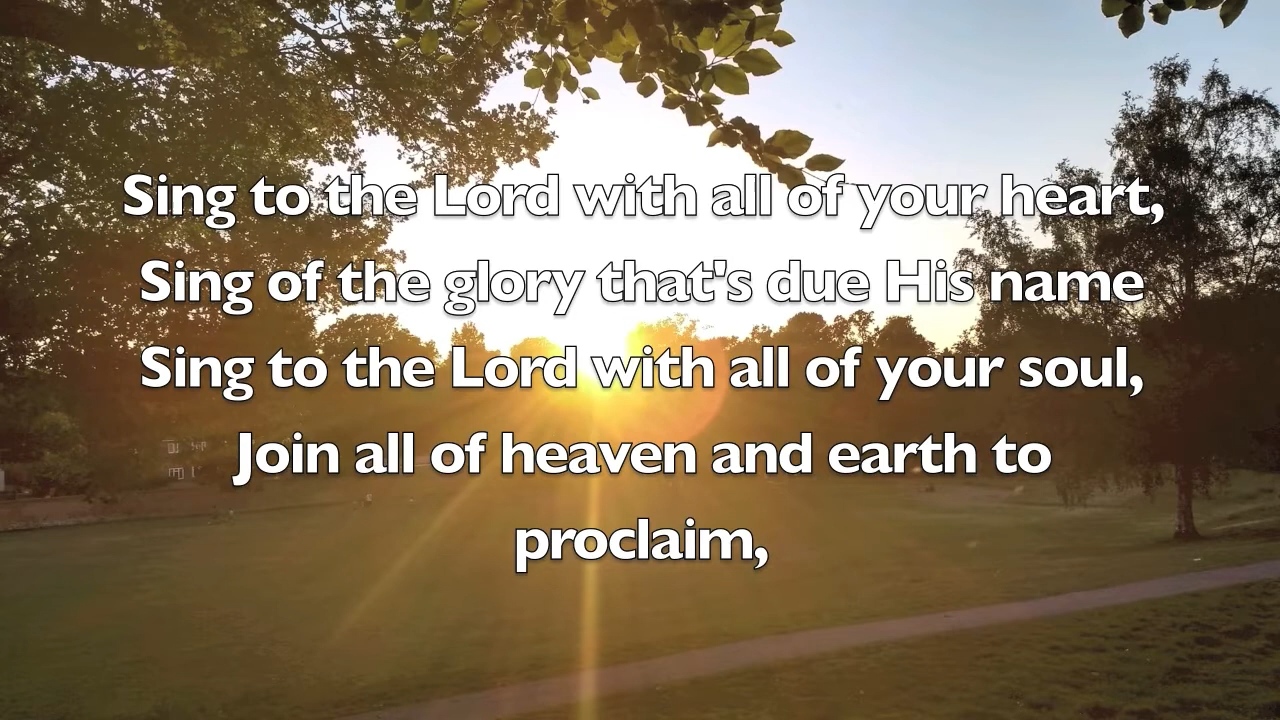 Sing to the Lord with all of your heart,
Sing of the glory that's due His name
Sing to the Lord with all of your soul,
Join all of heaven and earth to
proclaim,